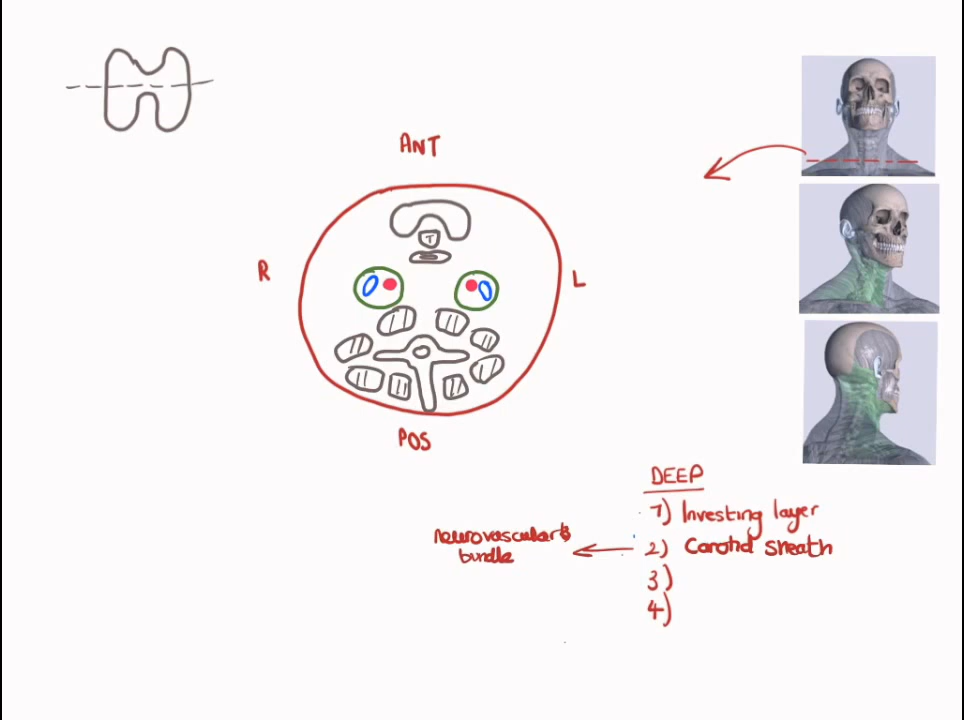 ANT
T
R
L
POS
DEEP
1) Investing layer
neurovascular
bundle
2) Carotid sheath
3)
4)